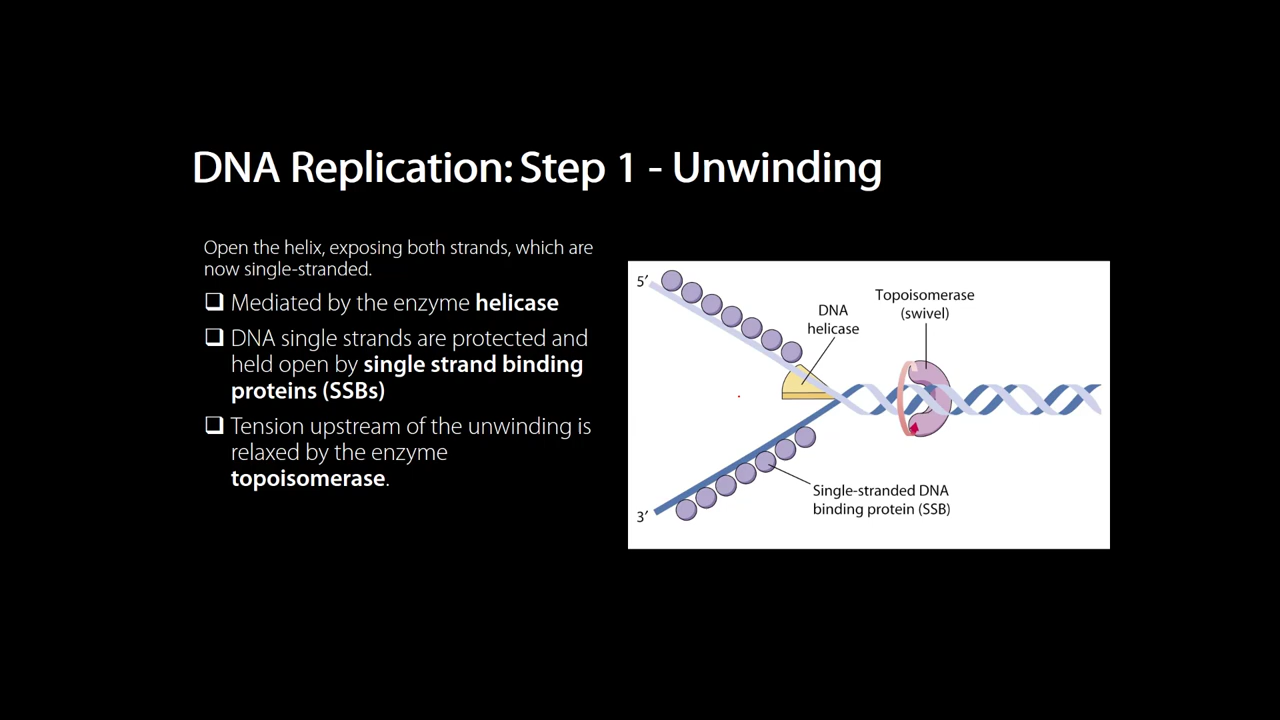 DNA Replication: Step 1 - Unwinding
Open the helix, exposing both strands, which are
now single-stranded.
❑ Mediated by the enzyme helicase
❑ DNA single strands are protected and
held open by single strand binding
proteins (SSBs)
❑ Tension upstream of the unwinding is
relaxed by the enzyme
topoisomerase.
5′
DNA
helicase
Topoisomerase
(swivel)
Single-stranded DNA
binding protein (SSB)
3′